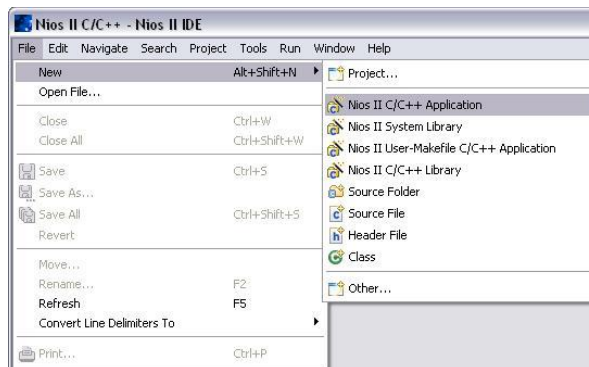 Nios II C/C++ - Nios II IDE
File Edit Navigate Search Project Tools Run Window Help
New Alt+Shift+N
Open File...
Close Ctrl+W
Close All Ctrl+Shift+W
Save Ctrl+S
Save As...
Save All Ctrl+Shift+S
Revert
Move...
Rename... F2
Refresh F5
Convert Line Delimiters To
Print... Ctrl+P
Project...
Nios II C/C++ Application
Nios II System Library
Nios II User-Makefile C/C++ Application
Nios II C/C++ Library
Source Folder
Source File
Header File
Class
Other...